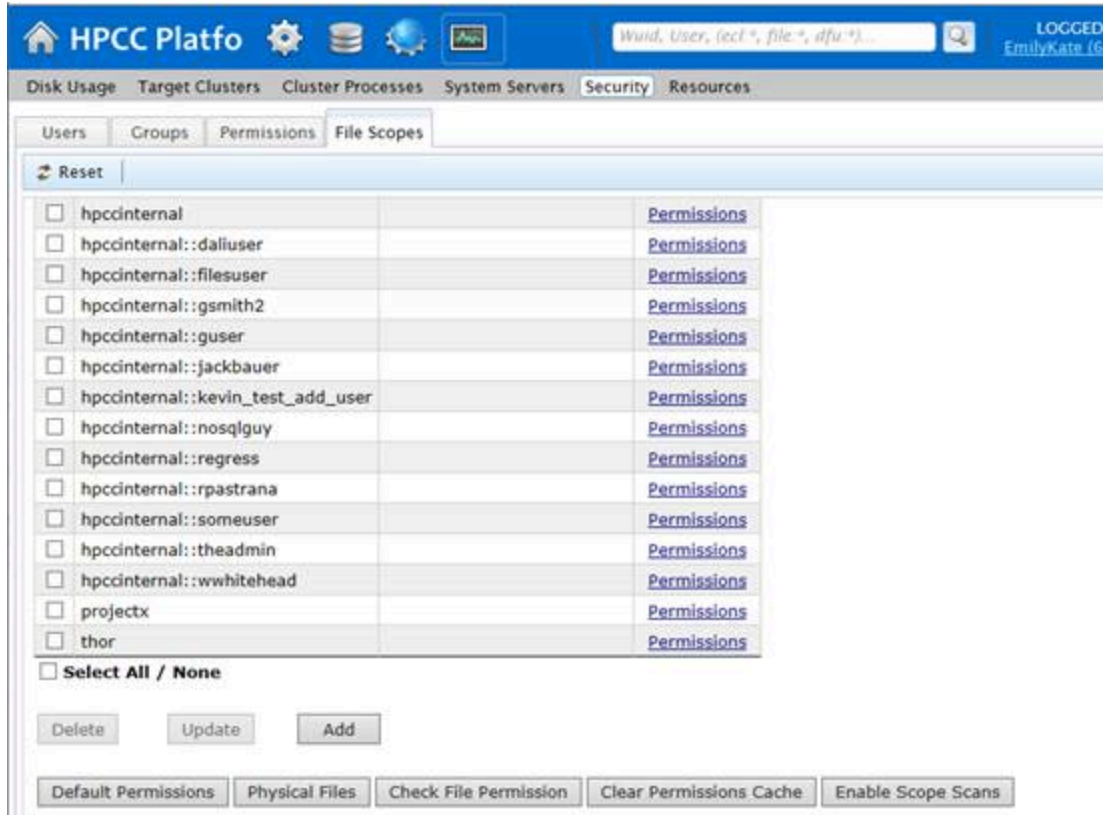 HPCC Platfo
Wuid, User, (ecl:*, file:*, dfu:*)...
LOGGED
EmilyKate (6
Disk Usage Target Clusters Cluster Processes System Servers Security Resources
Users Groups Permissions File Scopes
Reset
hpccinternal Permissions
hpccinternal::daliuser Permissions
hpccinternal::filesuser Permissions
hpccinternal::gsmith2 Permissions
hpccinternal::guser Permissions
hpccinternal::jackbauer Permissions
hpccinternal::kevin_test_add_user Permissions
hpccinternal::nosqlguy Permissions
hpccinternal::regress Permissions
hpccinternal::rpastrana Permissions
hpccinternal::someuser Permissions
hpccinternal::theadmin Permissions
hpccinternal::wwhitehead Permissions
projectx Permissions
thor Permissions
Select All / None
Delete Update Add
Default Permissions Physical Files Check File Permission Clear Permissions Cache Enable Scope Scans